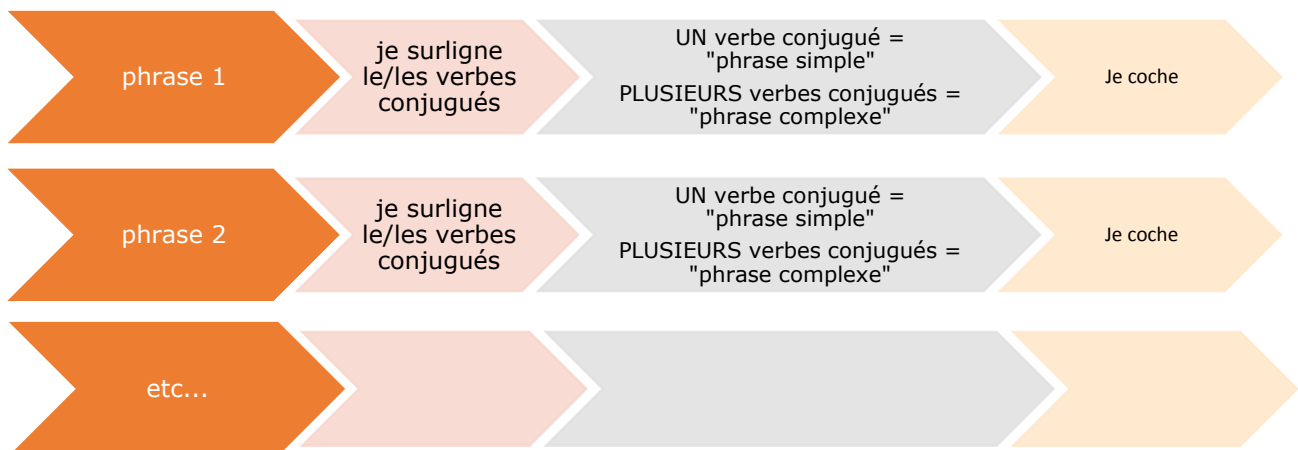 phrase 1
je surligne
le/les verbes
conjugués
UN verbe conjugué =
"phrase simple"
PLUSIEURS verbes conjugués =
"phrase complexe"
Je coche
phrase 2
je surligne
le/les verbes
conjugués
UN verbe conjugué =
"phrase simple"
PLUSIEURS verbes conjugués =
"phrase complexe"
Je coche
etc...